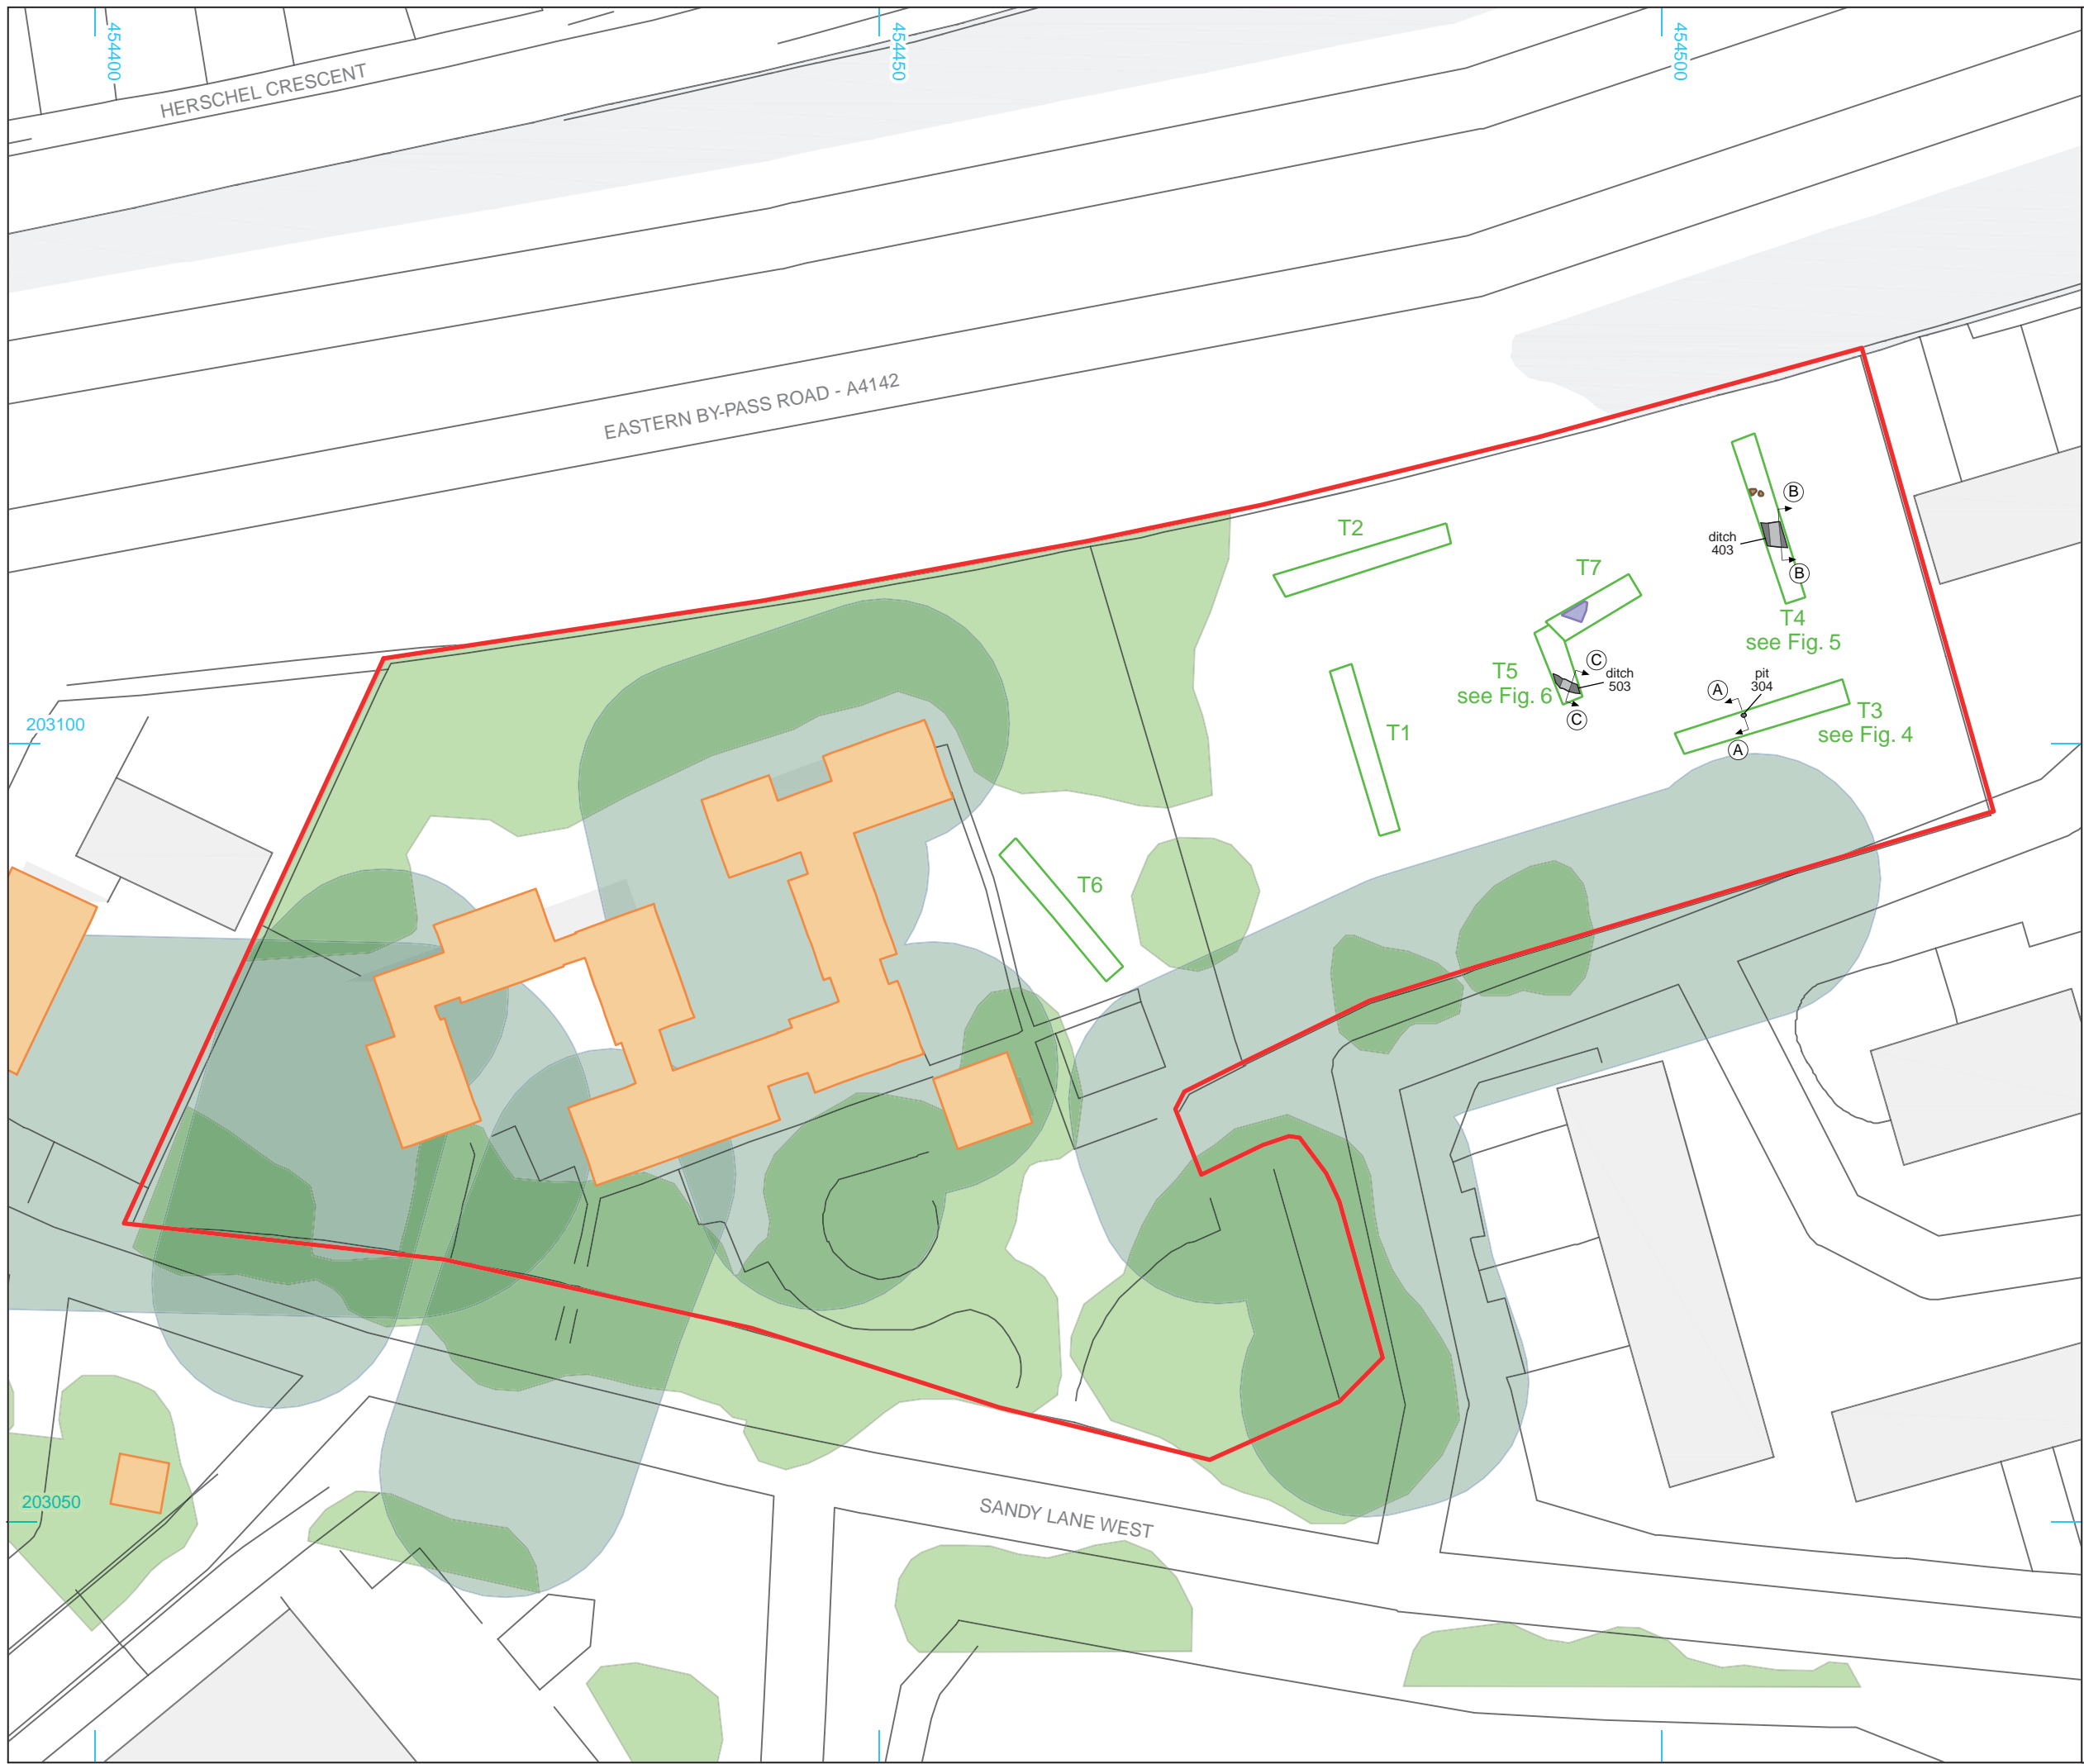 454400
454450
454500
HERSCHEL CRESCENT
EASTERN BY-PASS ROAD - A4142
B
T2
ditch
403
T7
B
T4
see Fig. 5
C
T5
see Fig. 6
ditch
503
C
pit
304
A
T3
see Fig. 4
A
T1
203100
T6
203050
SANDY LANE WEST